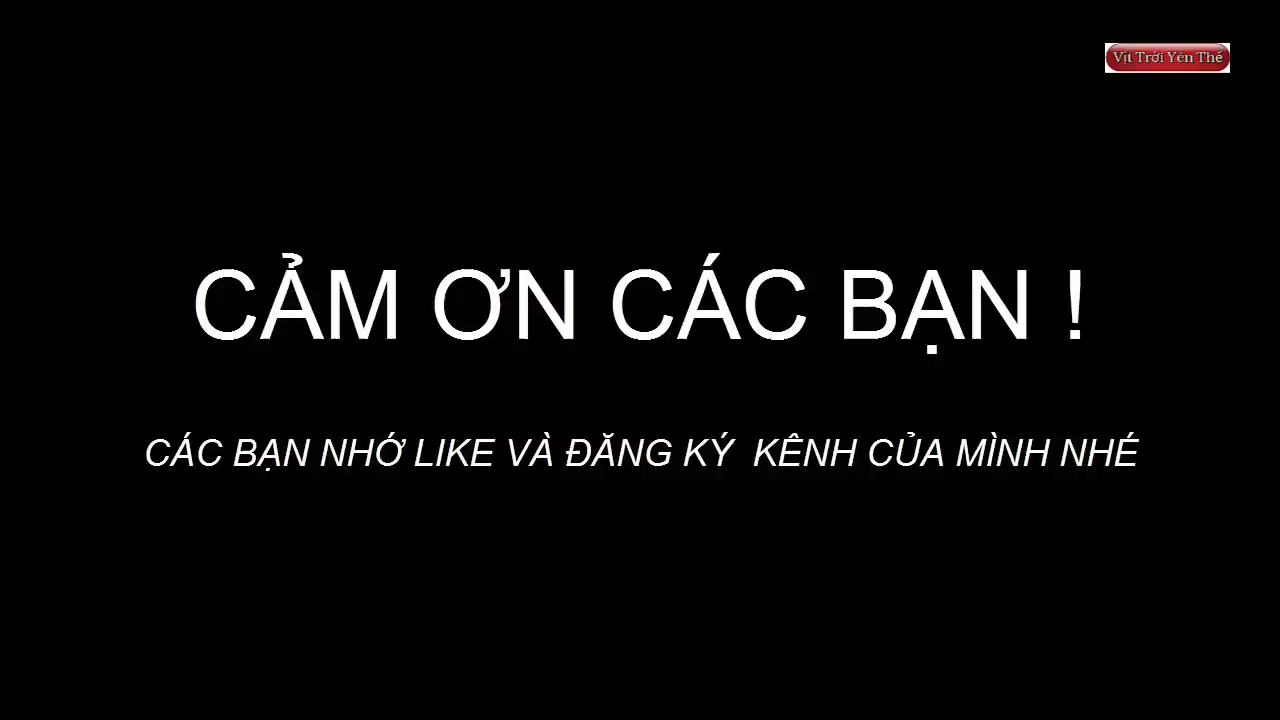 Vịt Trời Yên Thế
CẢM ƠN CÁC BẠN !
CÁC BẠN NHỚ LIKE VÀ ĐĂNG KÝ KÊNH CỦA MÌNH NHÉ